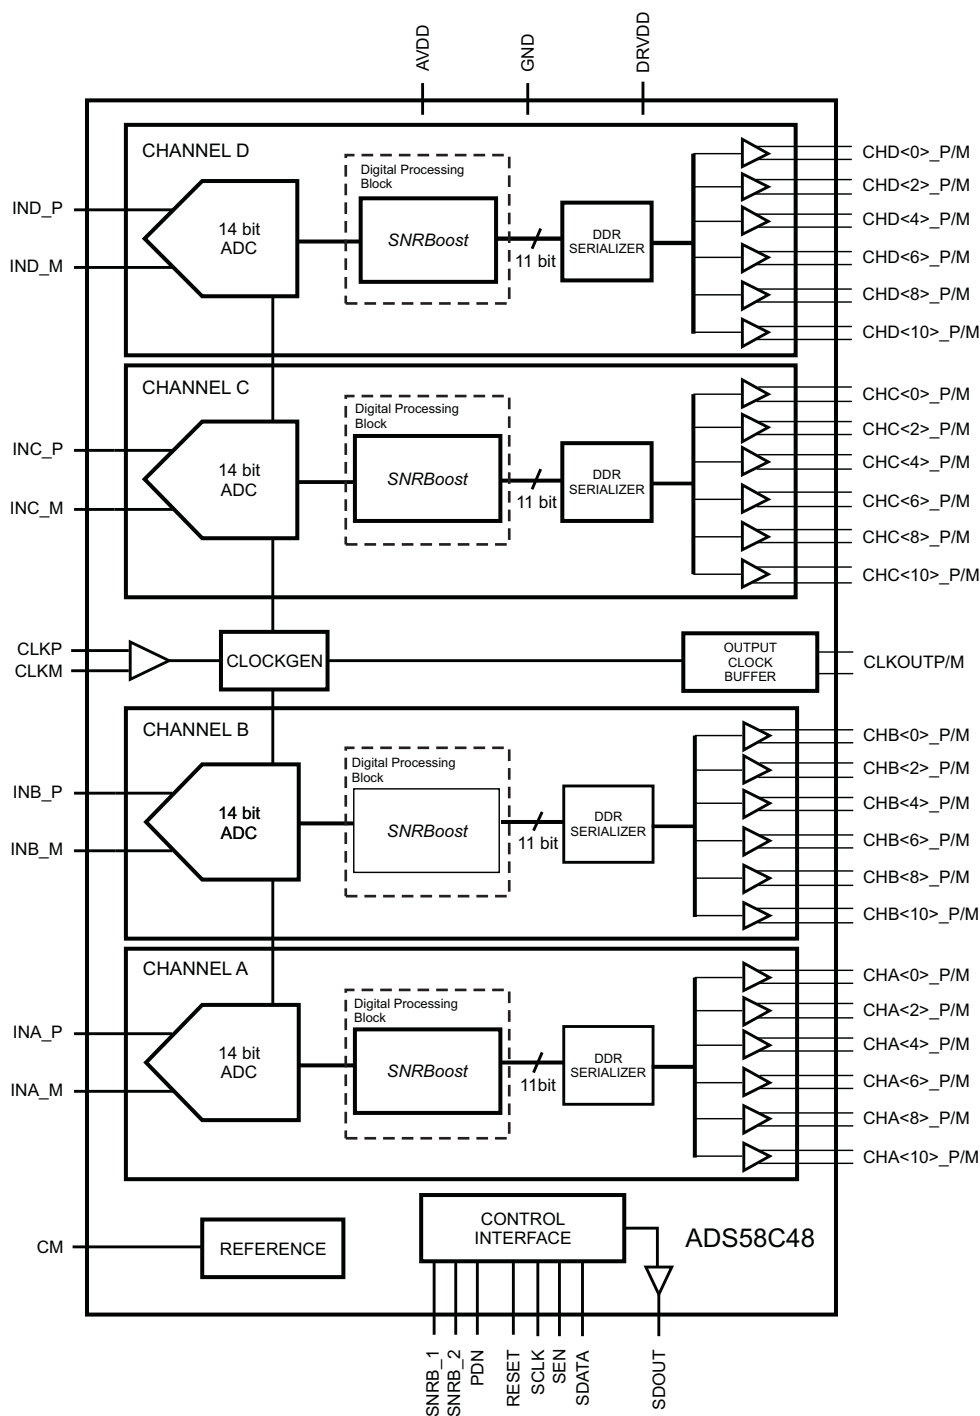 AVDD
GND
DRVDD
CHANNEL D
Digital Processing
Block
IND_P
IND_M
14 bit
ADC
SNRBoost
11 bit
DDR
SERIALIZER
CHD<0>_P/M
CHD<2>_P/M
CHD<4>_P/M
CHD<6>_P/M
CHD<8>_P/M
CHD<10>_P/M
CHANNEL C
Digital Processing
Block
INC_P
INC_M
14 bit
ADC
SNRBoost
11 bit
DDR
SERIALIZER
CHC<0>_P/M
CHC<2>_P/M
CHC<4>_P/M
CHC<6>_P/M
CHC<8>_P/M
CHC<10>_P/M
CLKP
CLKM
CLOCKGEN
OUTPUT
CLOCK
BUFFER
CLKOUTP/M
CHANNEL B
Digital Processing
Block
INB_P
INB_M
14 bit
ADC
SNRBoost
11 bit
DDR
SERIALIZER
CHB<0>_P/M
CHB<2>_P/M
CHB<4>_P/M
CHB<6>_P/M
CHB<8>_P/M
CHB<10>_P/M
CHANNEL A
Digital Processing
Block
INA_P
INA_M
14 bit
ADC
SNRBoost
11bit
DDR
SERIALIZER
CHA<0>_P/M
CHA<2>_P/M
CHA<4>_P/M
CHA<6>_P/M
CHA<8>_P/M
CHA<10>_P/M
CM
REFERENCE
CONTROL
INTERFACE
ADS58C48
SNRB_1
SNRB_2
PDN
RESET
SCLK
SEN
SDATA
SDOUT